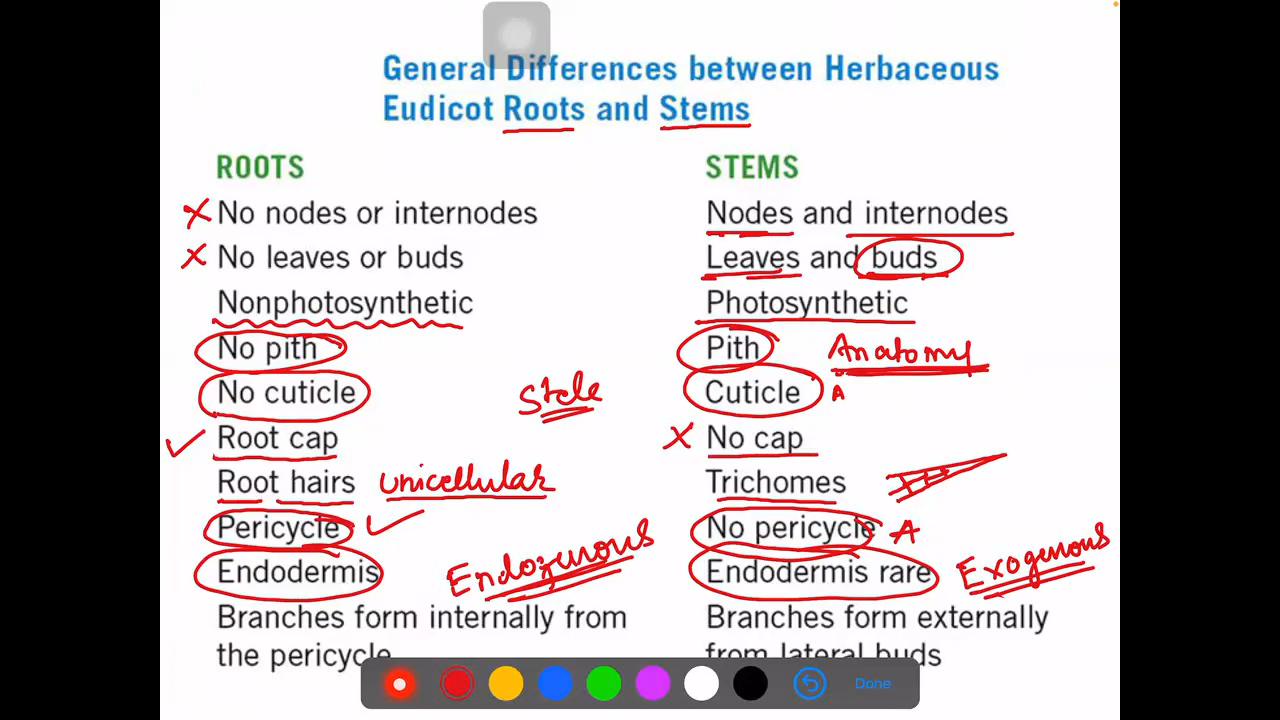 General Differences between Herbaceous
Eudicot Roots and Stems
ROOTS
No nodes or internodes
No leaves or buds
Nonphotosynthetic
No pith
No cuticle
Stele
Root cap
Root hairs unicellular
Pericycle
Endodermis Endogenous
Branches form internally from
the pericycle
STEMS
Nodes and internodes
Leaves and buds
Photosynthetic
Pith Anatomy
Cuticle A
No cap
Trichomes
No pericycle A
Endodermis rare Exogenous
Branches form externally
from lateral buds
Done